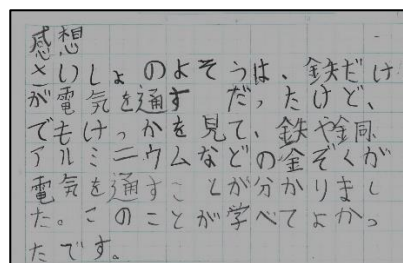 感想
さいしょのよそうは、鉄だけ
が電気を通す だったけど、
でもけっかを見て、鉄や銅
アルミニウムなどの金ぞくが
電気を通すことが分かりまし
た。このことが学べてよかっ
たです。